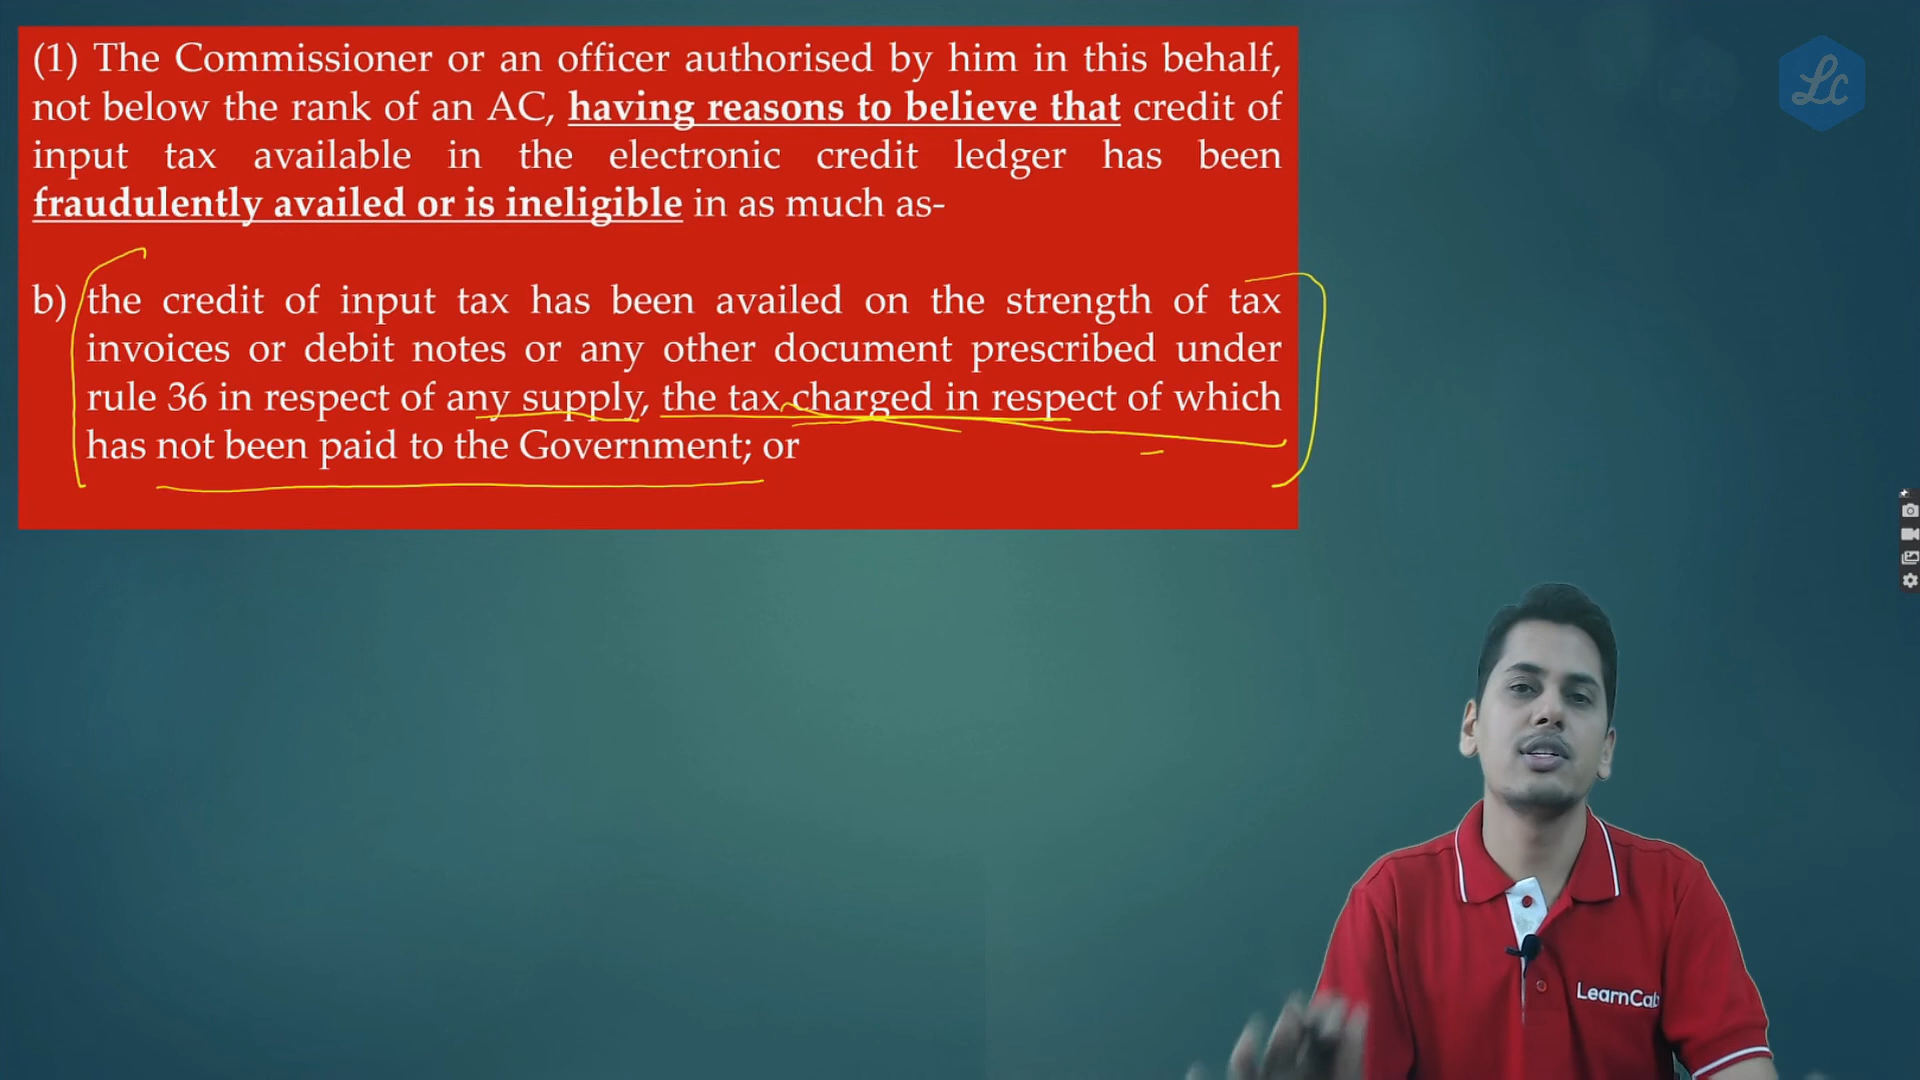 (1) The Commissioner or an officer authorised by him in this behalf,
not below the rank of an AC, having reasons to believe that credit of
input tax available in the electronic credit ledger has been
fraudulently availed or is ineligible in as much as-
b) the credit of input tax has been availed on the strength of tax
invoices or debit notes or any other document prescribed under
rule 36 in respect of any supply, the tax charged in respect of which
has not been paid to the Government; or
Lc
LearnCab